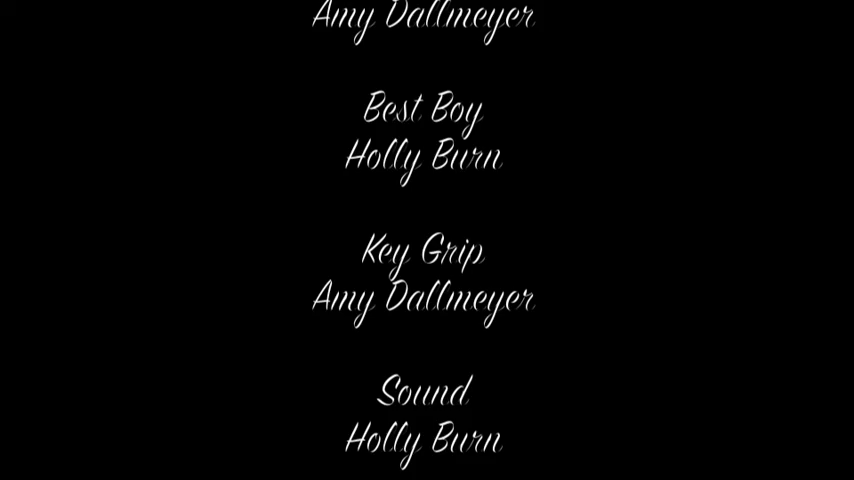 Amy Dallmeyer
Best Boy
Holly Burn
Key Grip
Amy Dallmeyer
Sound
Holly Burn